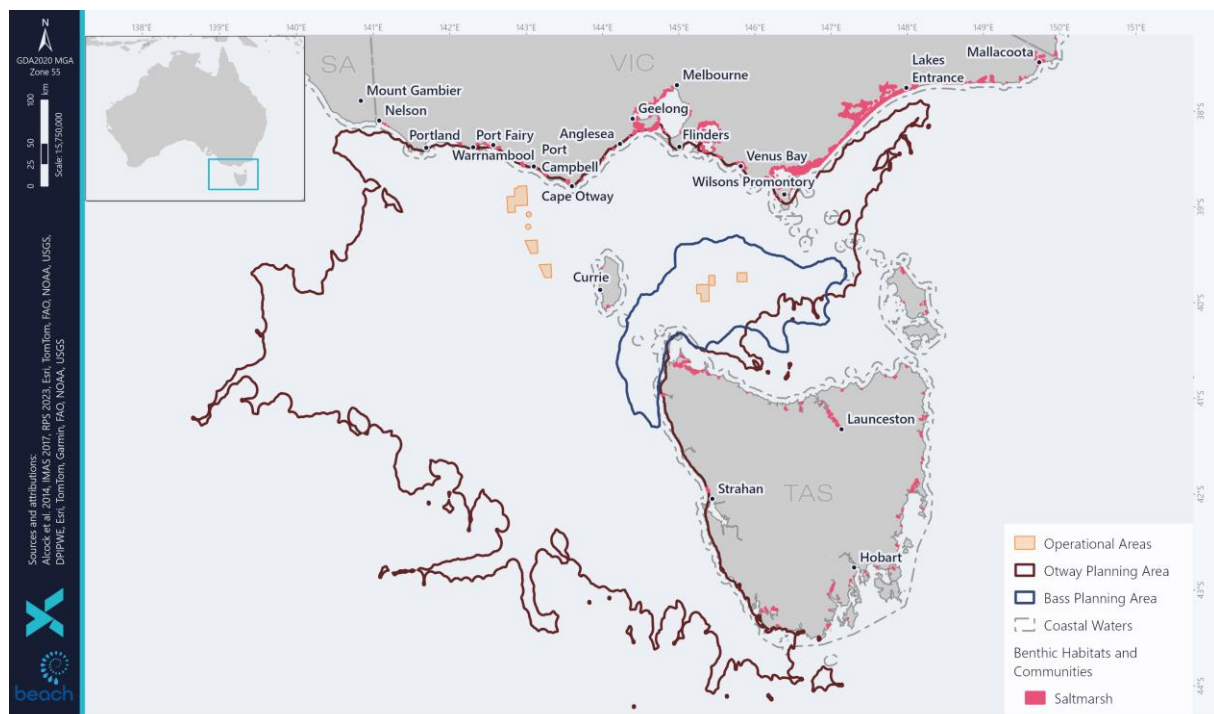 N
GDA2020 MGA
Zone 55
km
100
50
25
0
Scale: 1:5,750,000
Sources and attributions:
Alcock et al. 2014, IMAS 2017, RPS 2023, Esri, TomTom, FAO, NOAA, USGS,
DPIPWE, Esri, TomTom, Garmin, FAO, NOAA, USGS
beach
138°E
139°E
140°E
141°E
142°E
143°E
144°E
145°E
146°E
147°E
148°E
149°E
150°E
151°E
38°S
39°S
40°S
41°S
42°S
43°S
44°S
SA
VIC
TAS
Mount Gambier
Nelson
Portland
Port Fairy
Warrnambool
Port
Campbell
Cape Otway
Anglesea
Geelong
Melbourne
Flinders
Venus Bay
Wilsons Promontory
Lakes
Entrance
Mallacoota
Currie
Launceston
Strahan
Hobart
Operational Areas
Otway Planning Area
Bass Planning Area
Coastal Waters
Benthic Habitats and
Communities
Saltmarsh